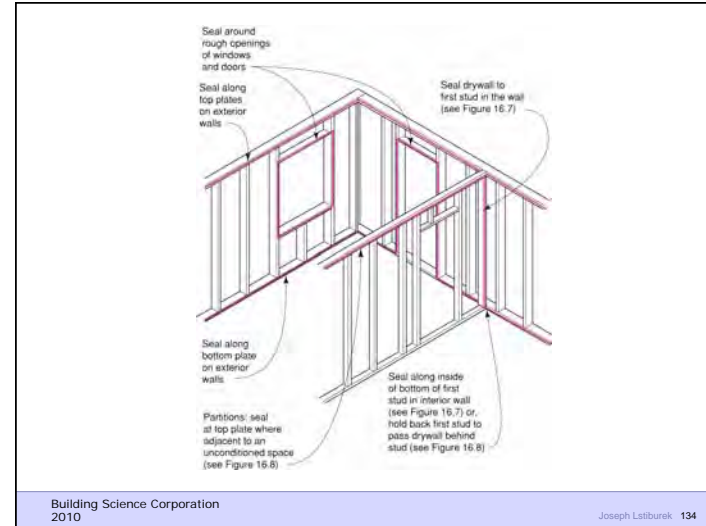 Seal around
rough openings
of windows
and doors
Seal along
top plates
on exterior
walls
Seal drywall to
first stud in the wall
(see Figure 16.7)
Seal along
bottom plate
on exterior
walls
Partitions: seal
at top plate where
adjacent to an
unconditioned space
(see Figure 16.8)
Seal along inside
of bottom of first
stud in interior wall
(see Figure 16.7) or,
hold back first stud to
pass drywall behind
stud (see Figure 16.8)
Building Science Corporation
2010
Joseph Lstiburek 134